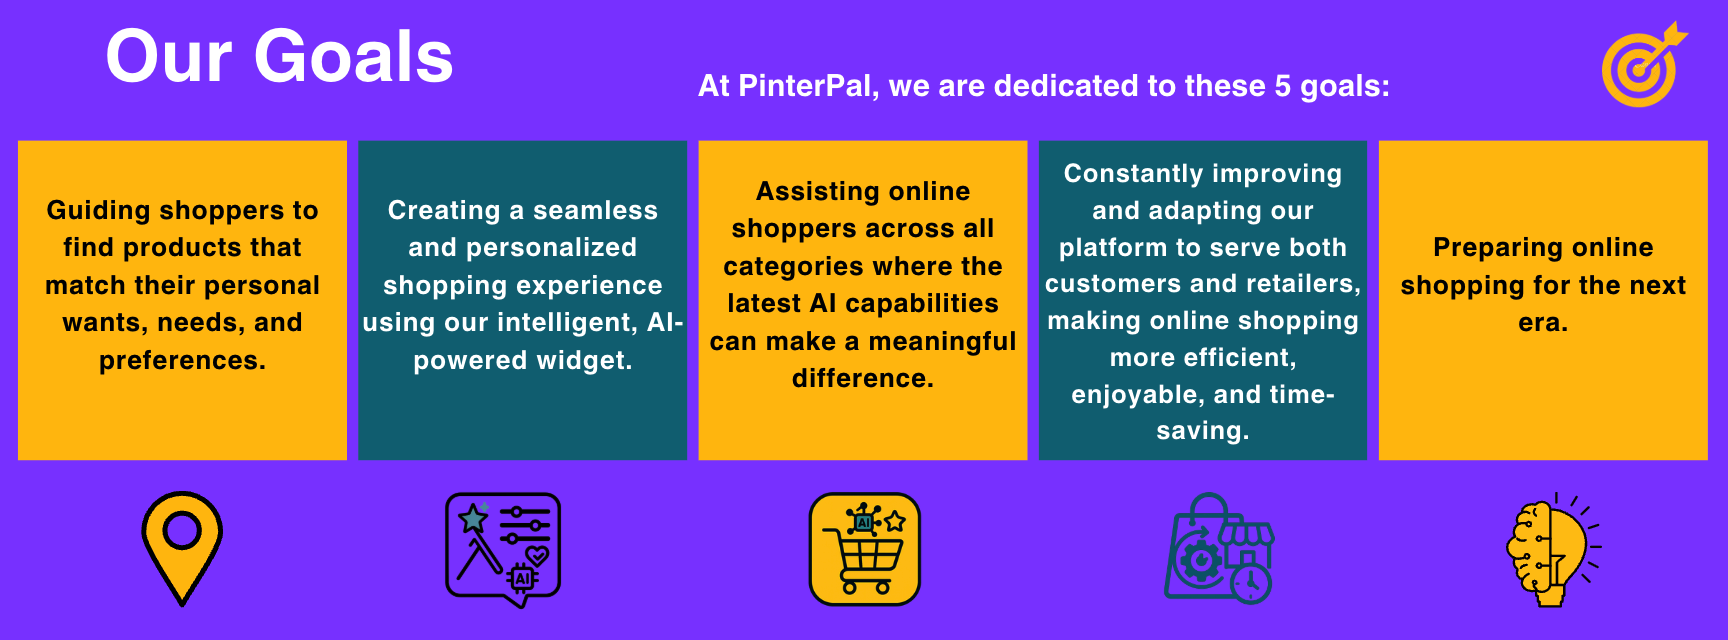 Our Goals
At PinterPal, we are dedicated to these 5 goals:
Guiding shoppers to
find products that
match their personal
wants, needs, and
preferences.
Creating a seamless
and personalized
shopping experience
using our intelligent, AI-
powered widget.
Assisting online
shoppers across all
categories where the
latest AI capabilities
can make a meaningful
difference.
Constantly improving
and adapting our
platform to serve both
customers and retailers,
making online shopping
more efficient,
enjoyable, and time-
saving.
Preparing online
shopping for the next
era.
AI
AI